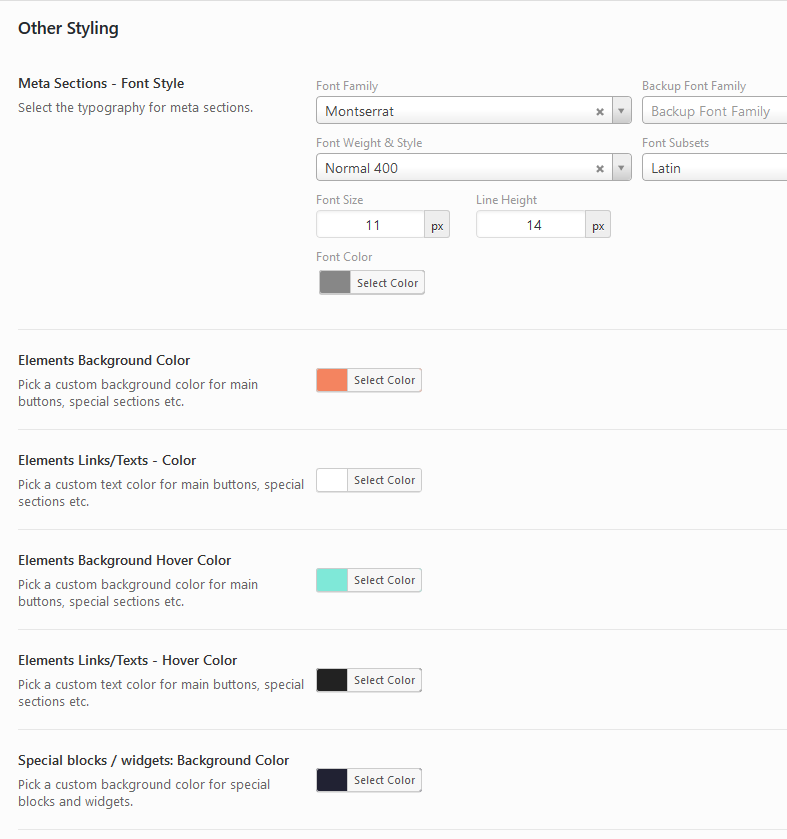 Other Styling
Meta Sections - Font Style
Select the typography for meta sections.
Font Family
Backup Font Family
Montserrat
Backup Font Family
Font Weight & Style
Font Subsets
Normal 400
Latin
Font Size
Line Height
11 px
14 px
Font Color
Select Color
Elements Background Color
Pick a custom background color for main
buttons, special sections etc.
Select Color
Elements Links/Texts - Color
Pick a custom text color for main buttons, special
sections etc.
Select Color
Elements Background Hover Color
Pick a custom background color for main
buttons, special sections etc.
Select Color
Elements Links/Texts - Hover Color
Pick a custom text color for main buttons, special
sections etc.
Select Color
Special blocks / widgets: Background Color
Pick a custom background color for special
blocks and widgets.
Select Color